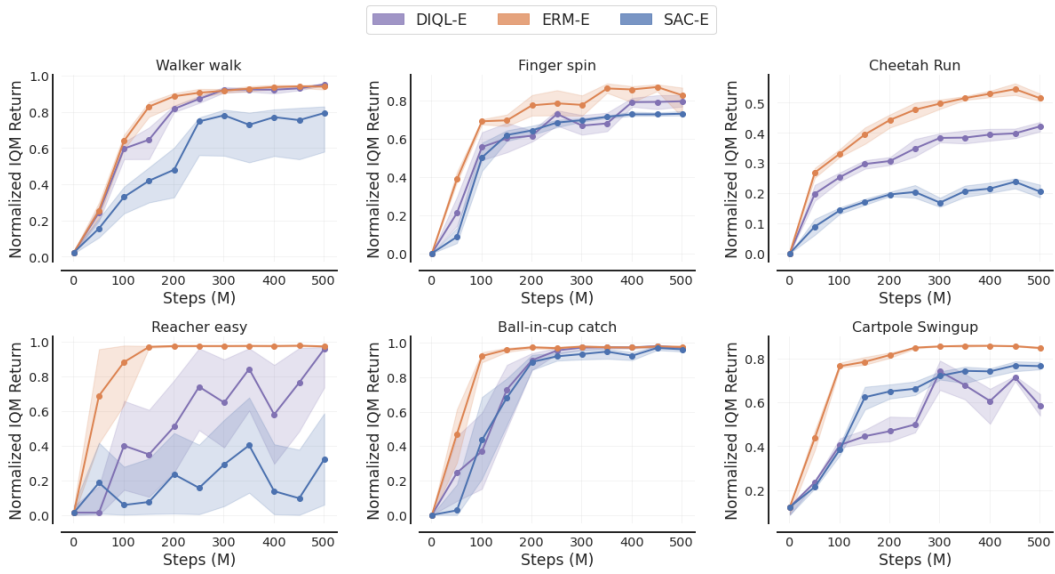 DIQL-E ERM-E SAC-E
Walker walk
Normalized IQM Return
1.0
0.8
0.6
0.4
0.2
0.0
0 100 200 300 400 500
Steps (M)
Finger spin
Normalized IQM Return
0.8
0.6
0.4
0.2
0.0
0 100 200 300 400 500
Steps (M)
Cheetah Run
Normalized IQM Return
0.5
0.4
0.3
0.2
0.1
0.0
0 100 200 300 400 500
Steps (M)
Reacher easy
Normalized IQM Return
1.0
0.8
0.6
0.4
0.2
0.0
0 100 200 300 400 500
Steps (M)
Ball-in-cup catch
Normalized IQM Return
1.0
0.8
0.6
0.4
0.2
0.0
0 100 200 300 400 500
Steps (M)
Cartpole Swingup
Normalized IQM Return
0.8
0.6
0.4
0.2
0 100 200 300 400 500
Steps (M)